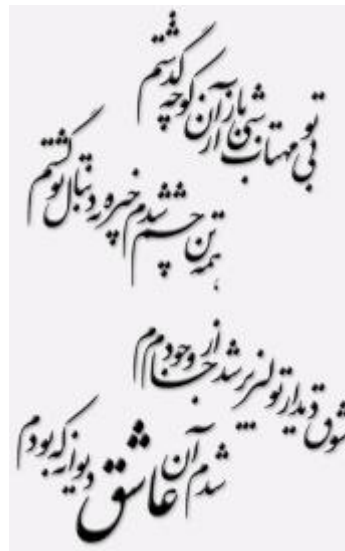 بی تو مهتاب شبی باز از آن کوچه گذشتم
همه تن چشم شدم خیره به دنبال تو گشتم
شوق دیدار تو لبریز شد از جام وجودم
شدم آن عاشق دیوانه که بودم